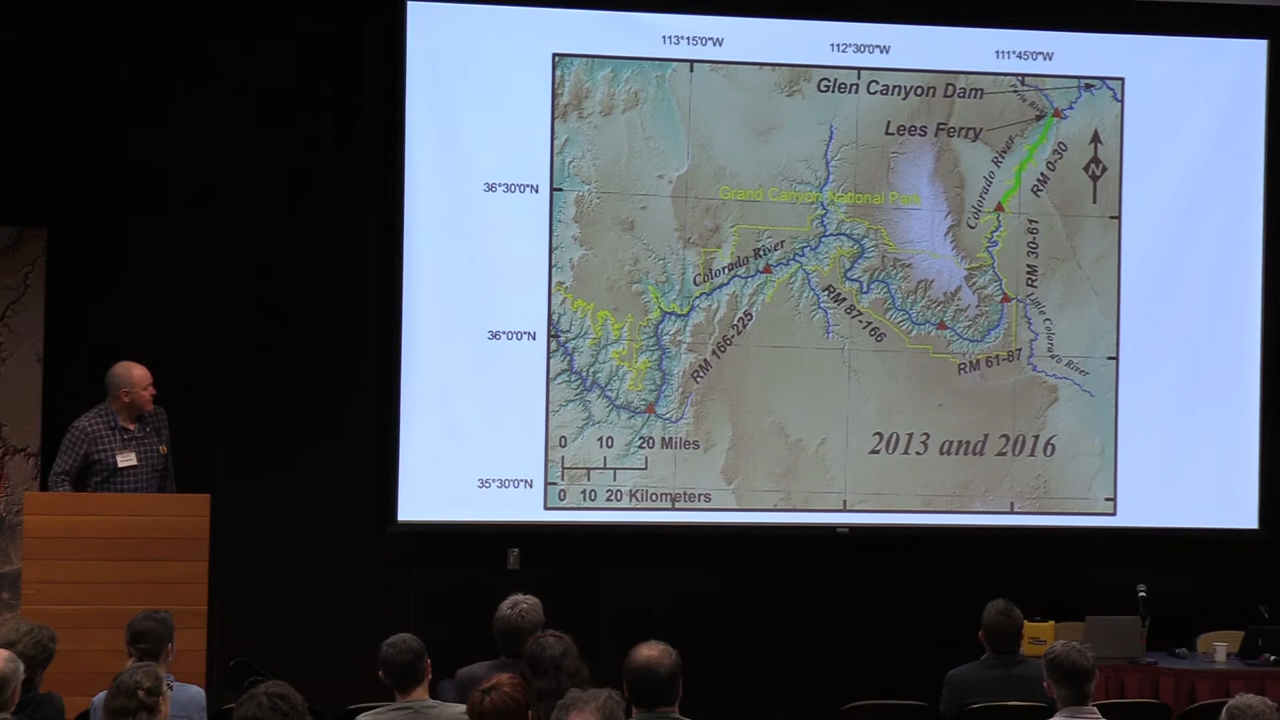 113°15'0"W
112°30'0"W
111°45'0"W
Glen Canyon Dam
Paria River
Lees Ferry
Colorado River
RM 0-30
N
36°30'0"N
Grand Canyon National Park
RM 30-61
Colorado River
RM 87-166
Little Colorado River
36°0'0"N
RM 166-225
RM 61-87
0 10 20 Miles
2013 and 2016
35°30'0"N
0 10 20 Kilometers